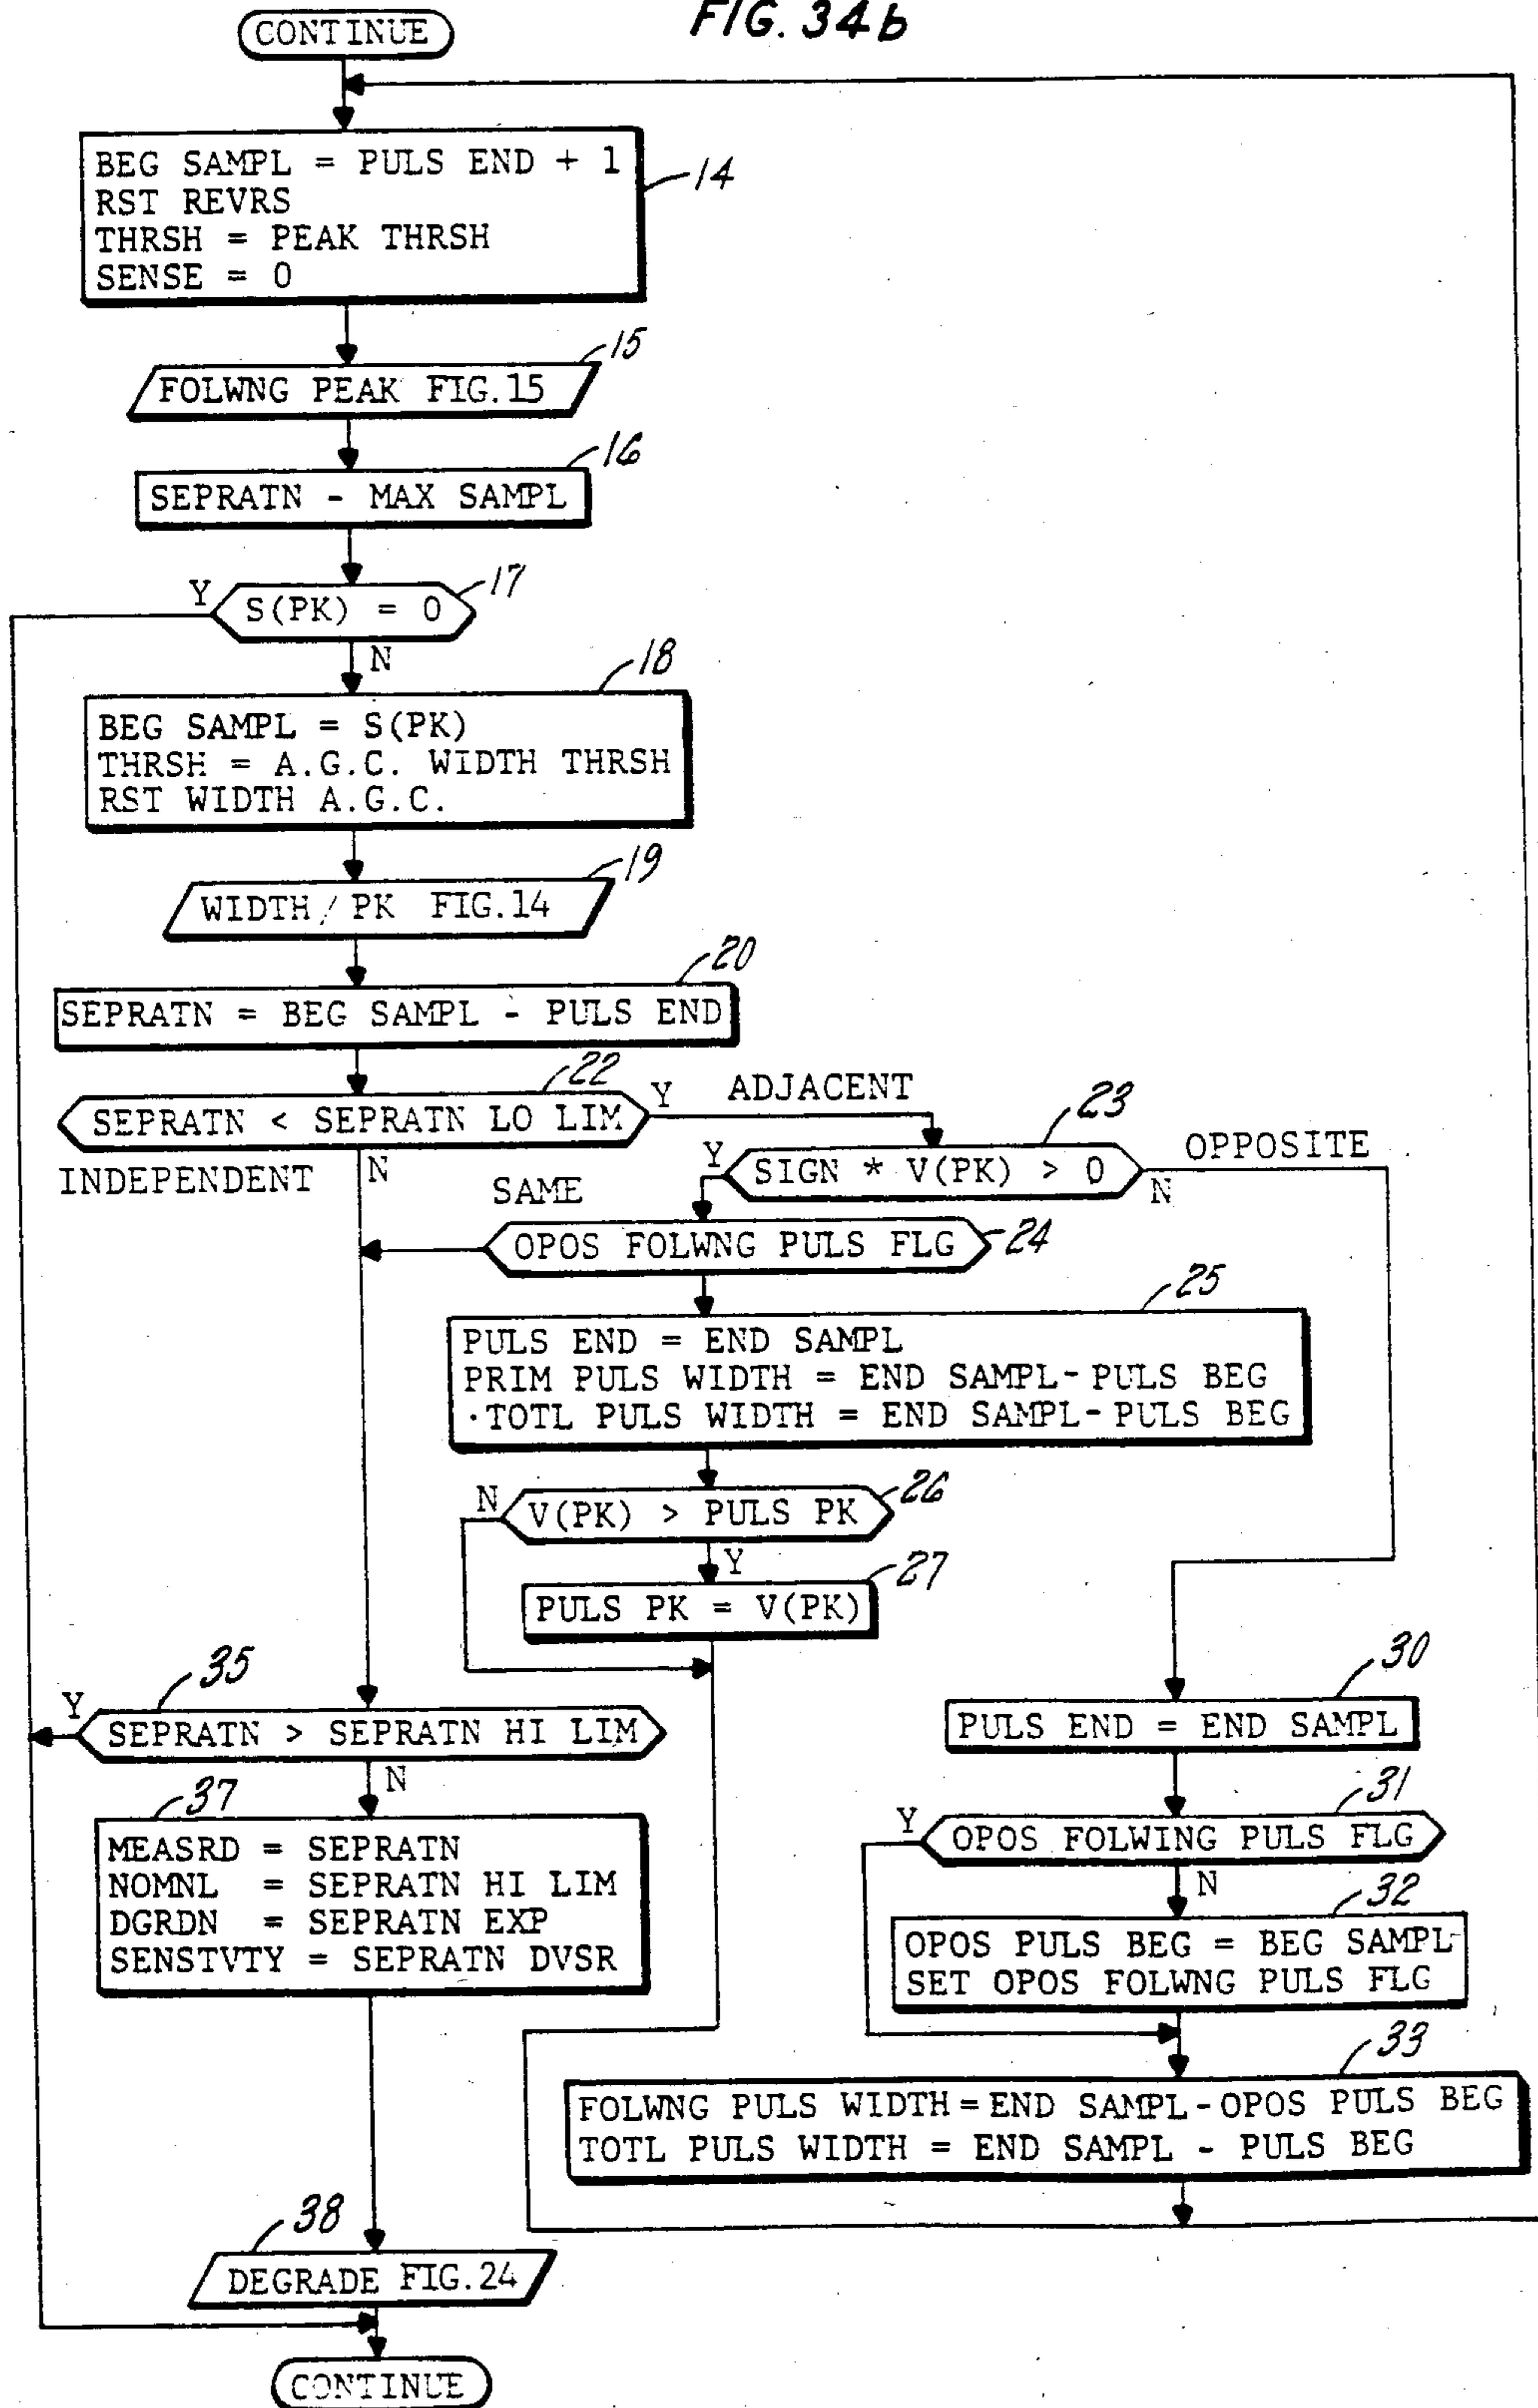 FIG. 34b
CONTINUE
BEG SAMPL = PULS END + 1
RST REVRS
THRSH = PEAK THRSH
SENSE = 0
14
15
FOLWNG PEAK FIG.15
16
SEPRATN - MAX SAMPL
17
Y
S(PK) = 0
N
18
BEG SAMPL = S(PK)
THRSH = A.G.C. WIDTH THRSH
RST WIDTH A.G.C.
19
WIDTH / PK FIG.14
20
SEPRATN = BEG SAMPL - PULS END
22
SEPRATN < SEPRATN LO LIM
Y
ADJACENT
INDEPENDENT
N
23
Y
SIGN * V(PK) > 0
OPPOSITE
N
SAME
OPOS FOLWNG PULS FLG
24
25
PULS END = END SAMPL
PRIM PULS WIDTH = END SAMPL-PULS BEG
·TOTL PULS WIDTH = END SAMPL-PULS BEG
N
V(PK) > PULS PK
26
Y
27
PULS PK = V(PK)
35
Y
SEPRATN > SEPRATN HI LIM
N
30
PULS END = END SAMPL
31
Y
OPOS FOLWING PULS FLG
N
37
MEASRD = SEPRATN
NOMNL = SEPRATN HI LIM
DGRDN = SEPRATN EXP
SENSTVTY = SEPRATN DVSR
32
OPOS PULS BEG = BEG SAMPL
SET OPOS FOLWNG PULS FLG
33
FOLWNG PULS WIDTH=END SAMPL-OPOS PULS BEG
TOTL PULS WIDTH = END SAMPL - PULS BEG
38
DEGRADE FIG.24
CONTINUE